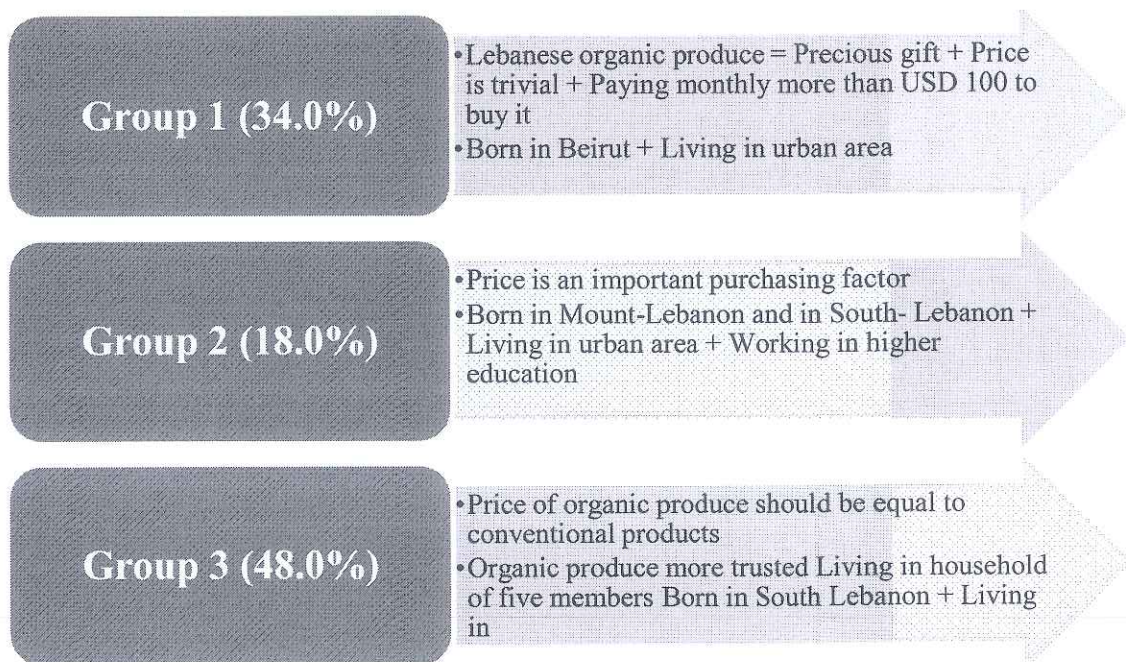 Group 1 (34.0%)
•Lebanese organic produce = Precious gift + Price
is trivial + Paying monthly more than USD 100 to
buy it
•Born in Beirut + Living in urban area
Group 2 (18.0%)
•Price is an important purchasing factor
•Born in Mount-Lebanon and in South- Lebanon +
Living in urban area + Working in higher
education
Group 3 (48.0%)
•Price of organic produce should be equal to
conventional products
•Organic produce more trusted Living in household
of five members Born in South Lebanon + Living
in